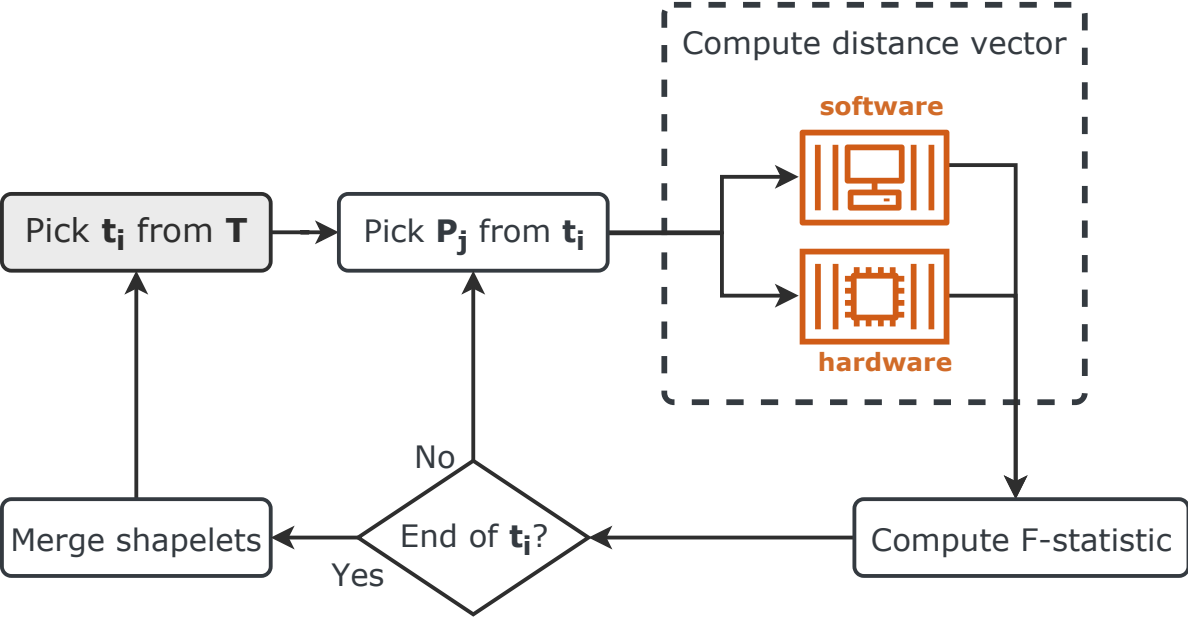 Compute distance vector
software
Pick ti from T
Pick Pj from ti
hardware
No
Merge shapelets
End of ti?
Compute F-statistic
Yes